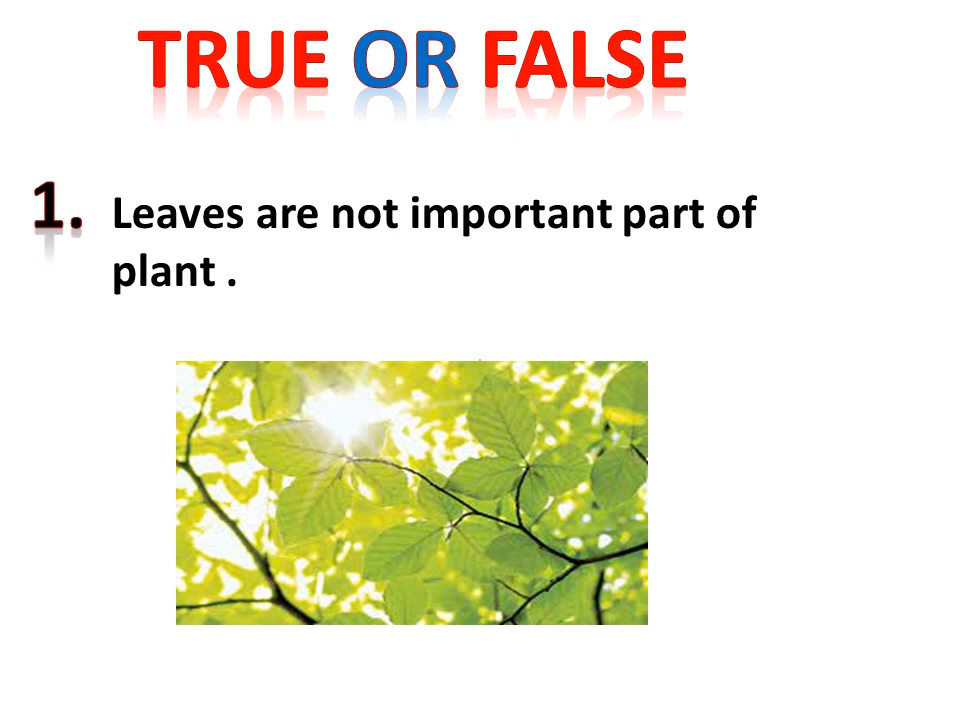 TRUE OR FALSE
1. Leaves are not important part of
plant .